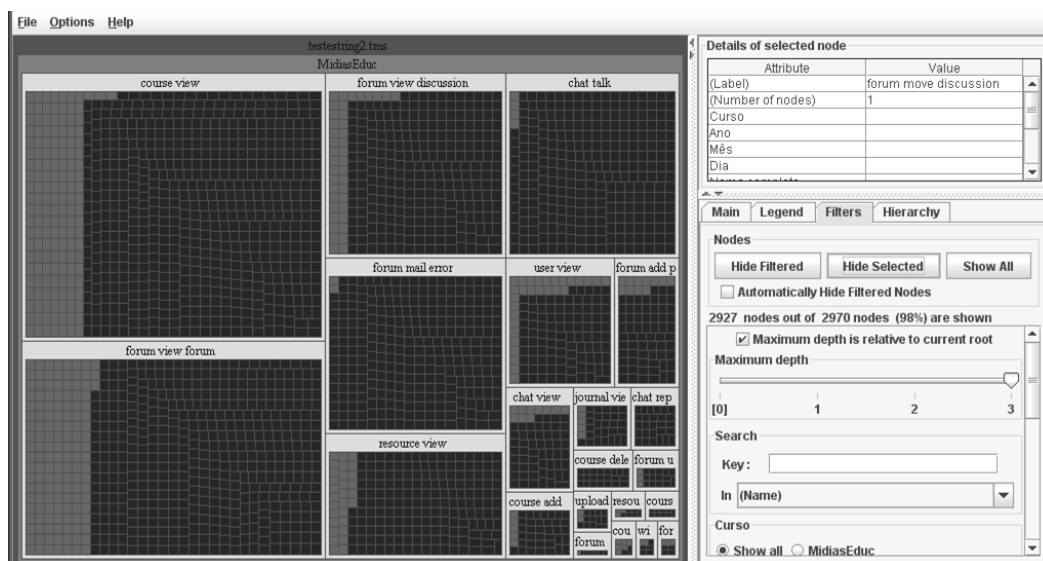 File Options Help
testestring2.tms
MidiasEduc
course view
forum view discussion
chat talk
forum mail error
user view
forum add p
forum view forum
chat view
journal vie
chat rep
resource view
course dele
forum u
course add
upload
resou
cours
forum
cou
wi
for
Details of selected node
Attribute Value
(Label) forum move discussion
(Number of nodes) 1
Curso
Ano
Mês
Dia
Main Legend Filters Hierarchy
Nodes
Hide Filtered Hide Selected Show All
Automatically Hide Filtered Nodes
2927 nodes out of 2970 nodes (98%) are shown
Maximum depth is relative to current root
Maximum depth
[0] 1 2 3
Search
Key:
In (Name)
Curso
Show all MidiasEduc